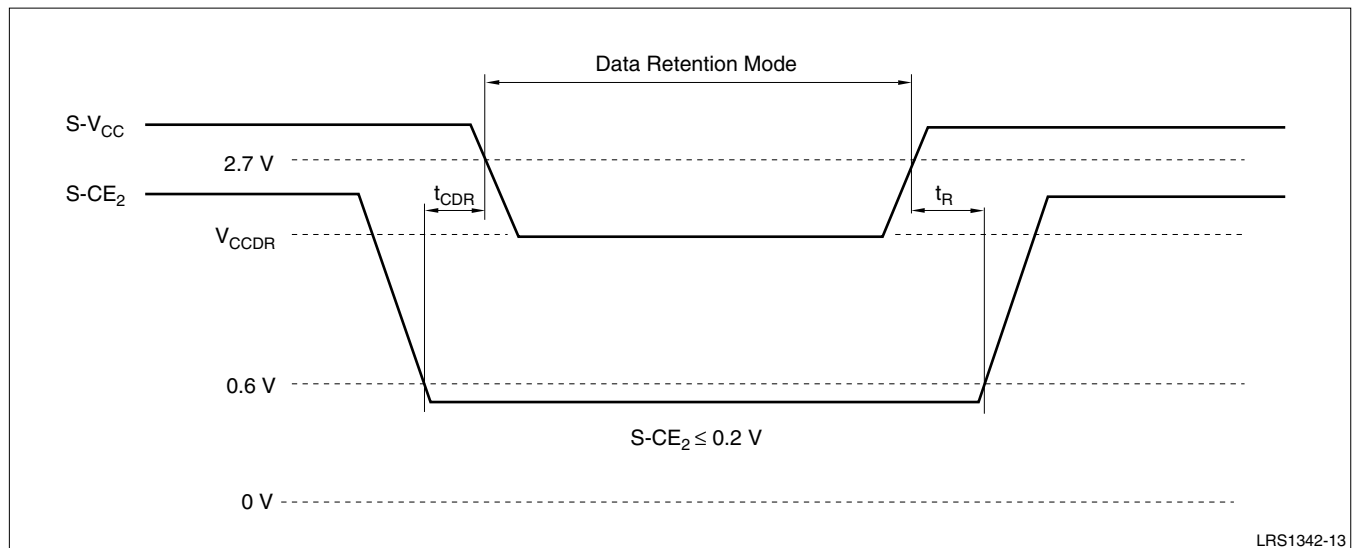 Data Retention Mode
S-VCC
2.7 V
S-CE2
tCDR
tR
VCCDR
0.6 V
S-CE2 ≤ 0.2 V
0 V
LRS1342-13